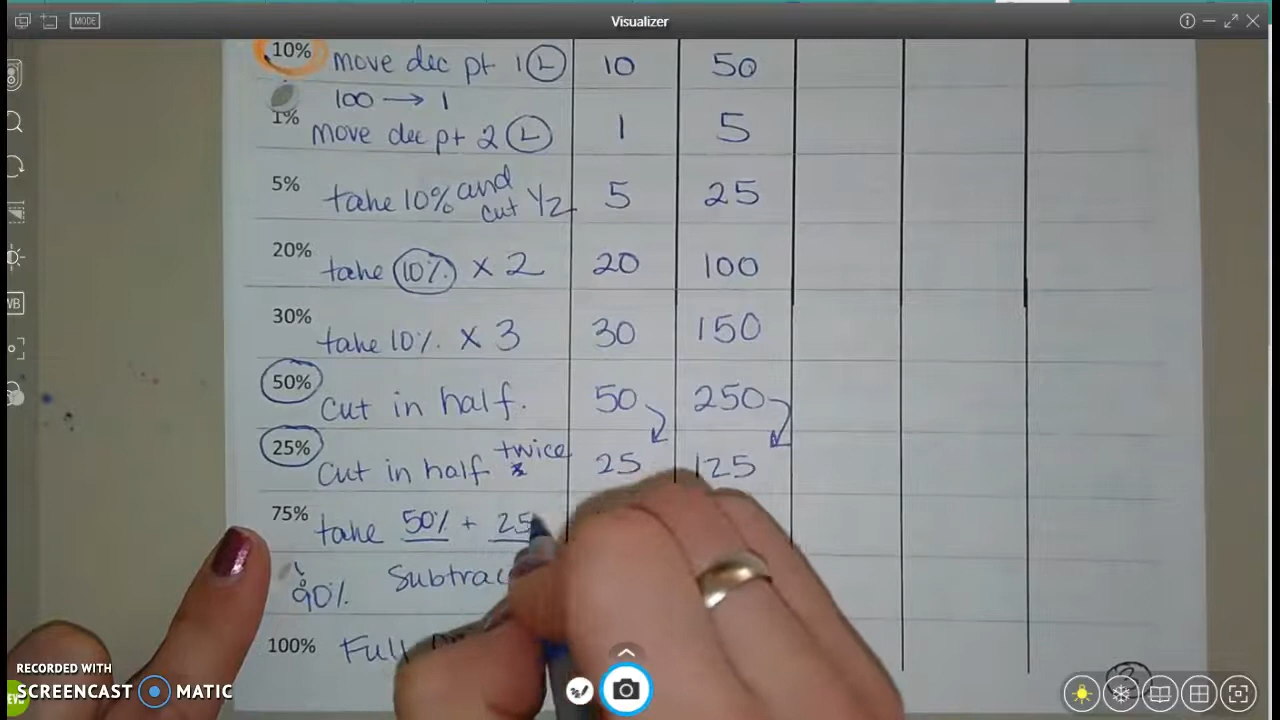 Visualizer
MODE
10% move dec pt 1 L 10 50
100 → 1
1% move dec pt 2 L 1 5
5% take 10% and cut 1/2 5 25
20% take 10% x 2 20 100
30% take 10% x 3 30 150
50% cut in half. 50 250
25% cut in half twice 25 125
75% take 50% + 25
90% Subtrac
100% Full
WB
RECORDED WITH
SCREENCAST MATIC